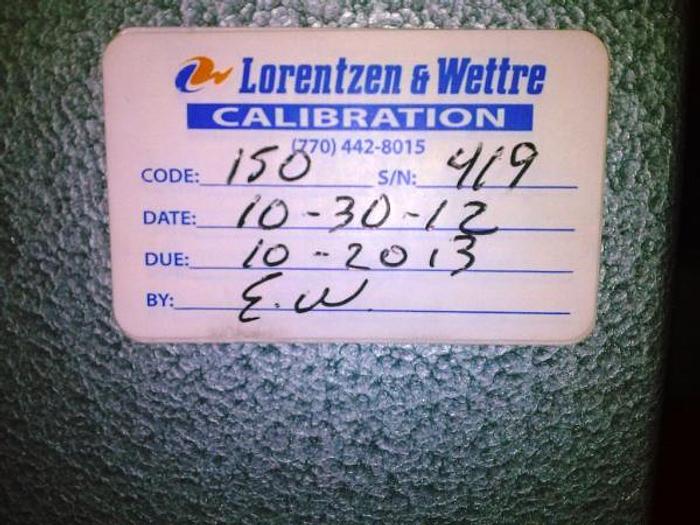 Lorentzen & Wettre
CALIBRATION
(770) 442-8015
CODE: 150 S/N: 419
DATE: 10-30-12
DUE: 10-2013
BY: E.W.